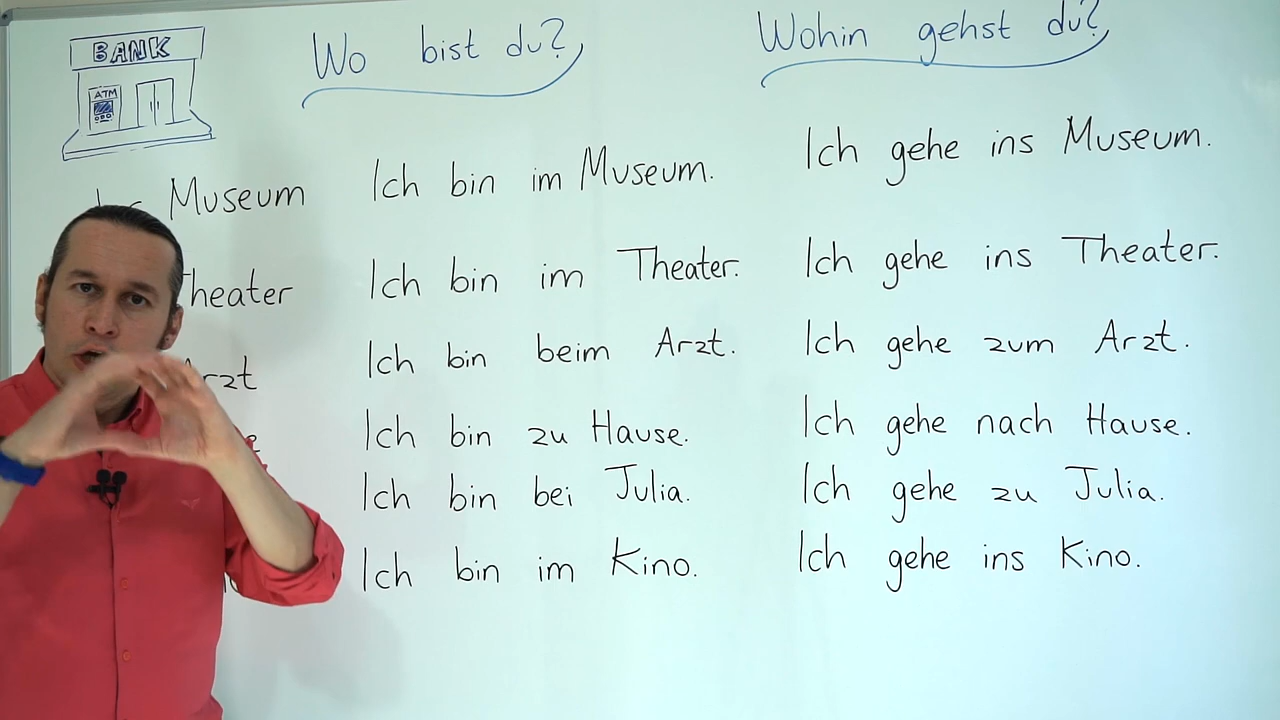 BANK
ATM
Wo bist du?
Wohin gehst du?
Museum Ich bin im Museum. Ich gehe ins Museum.
Theater Ich bin im Theater. Ich gehe ins Theater.
Arzt Ich bin beim Arzt. Ich gehe zum Arzt.
Ich bin zu Hause. Ich gehe nach Hause.
Ich bin bei Julia. Ich gehe zu Julia.
Ich bin im Kino. Ich gehe ins Kino.